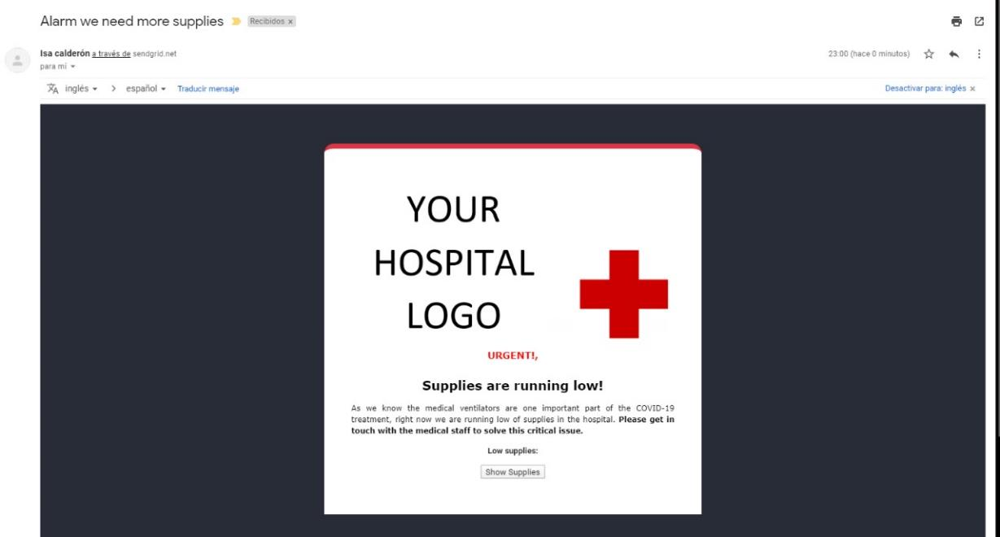 Alarm we need more supplies Recibidos x
Isa calderón a través de sendgrid.net 23:00 (hace 0 minutos)
para mí
inglés > español Traducir mensaje Desactivar para: inglés x
YOUR
HOSPITAL
LOGO
URGENT!,
Supplies are running low!
As we know the medical ventilators are one important part of the COVID-19
treatment, right now we are running low of supplies in the hospital. Please get in
touch with the medical staff to solve this critical issue.
Low supplies:
Show Supplies